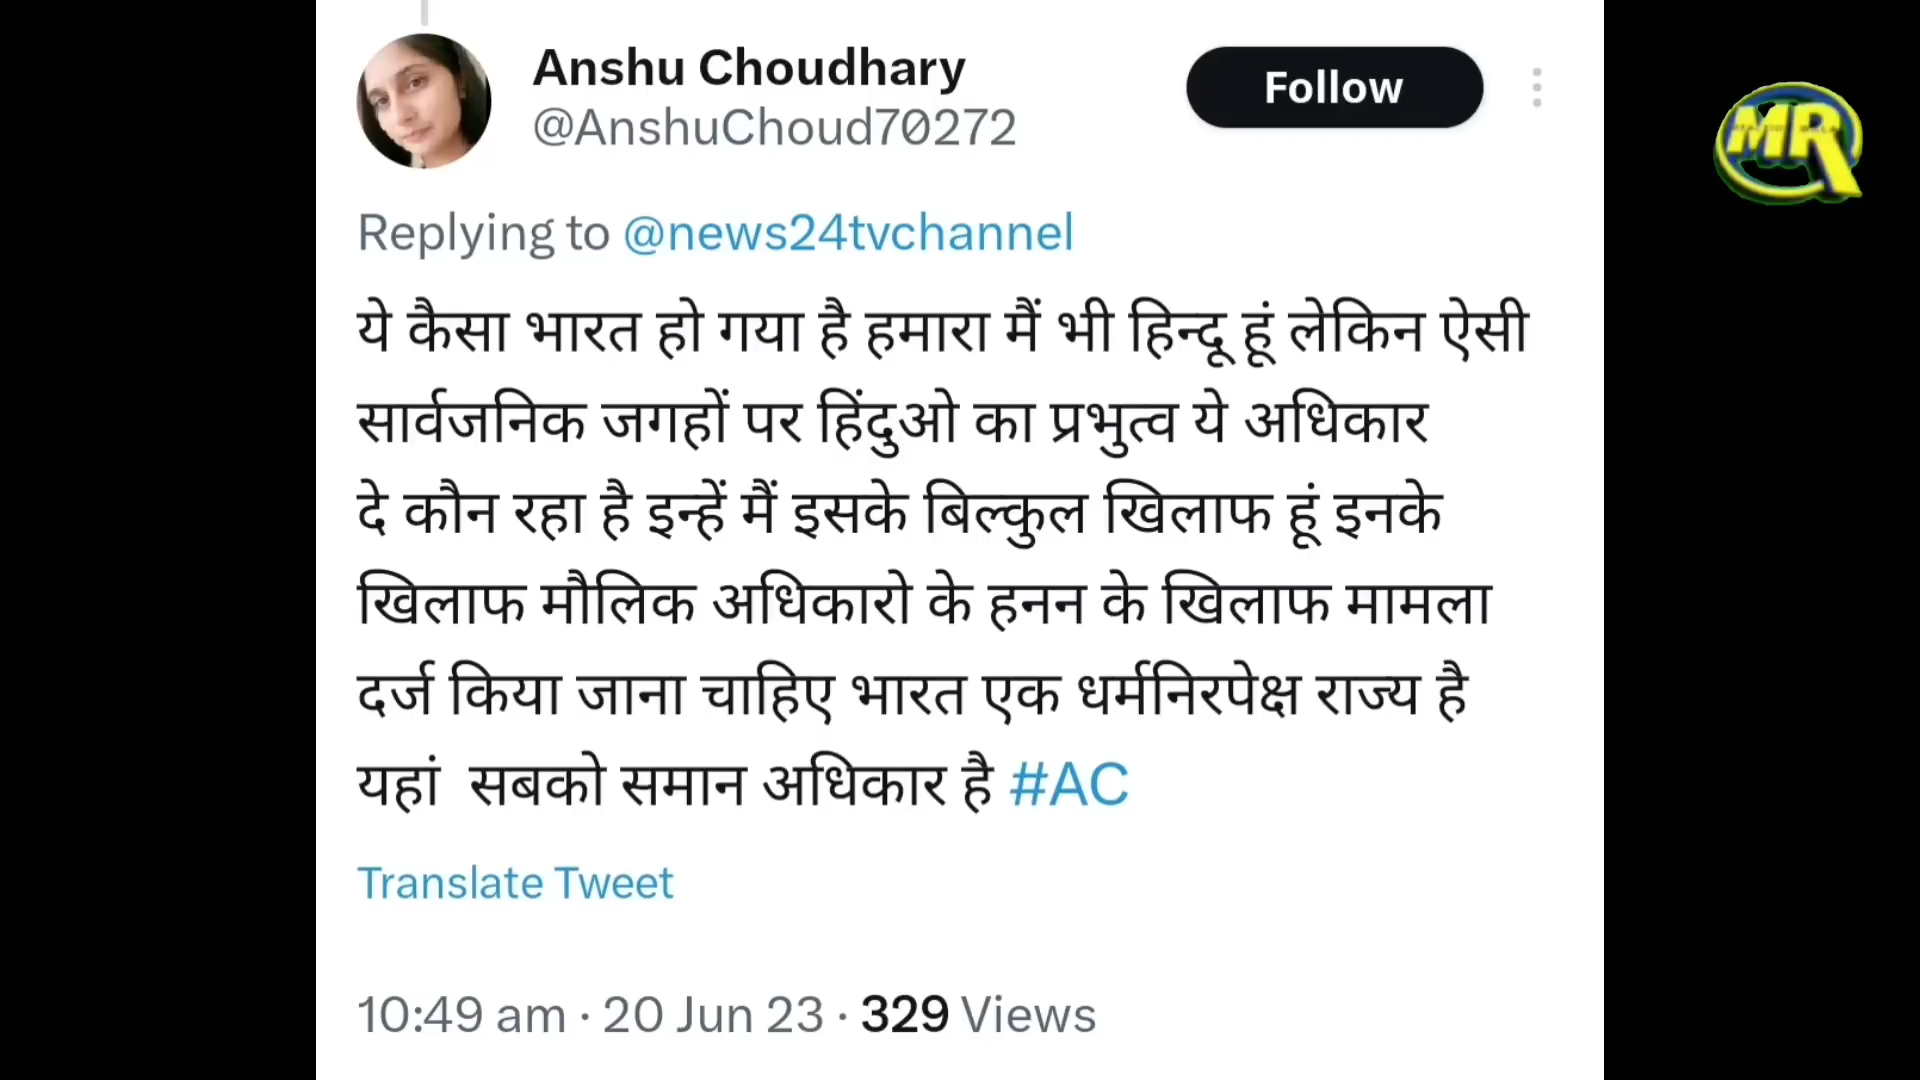 Anshu Choudhary
Follow
@AnshuChoud70272
MR
Replying to @news24tvchannel
ये कैसा भारत हो गया है हमारा मैं भी हिन्दू हूं लेकिन ऐसी
सार्वजनिक जगहों पर हिंदुओ का प्रभुत्व ये अधिकार
दे कौन रहा है इन्हें मैं इसके बिल्कुल खिलाफ हूं इनके
खिलाफ मौलिक अधिकारो के हनन के खिलाफ मामला
दर्ज किया जाना चाहिए भारत एक धर्मनिरपेक्ष राज्य है
यहां सबको समान अधिकार है #AC
Translate Tweet
10:49 am · 20 Jun 23 · 329 Views